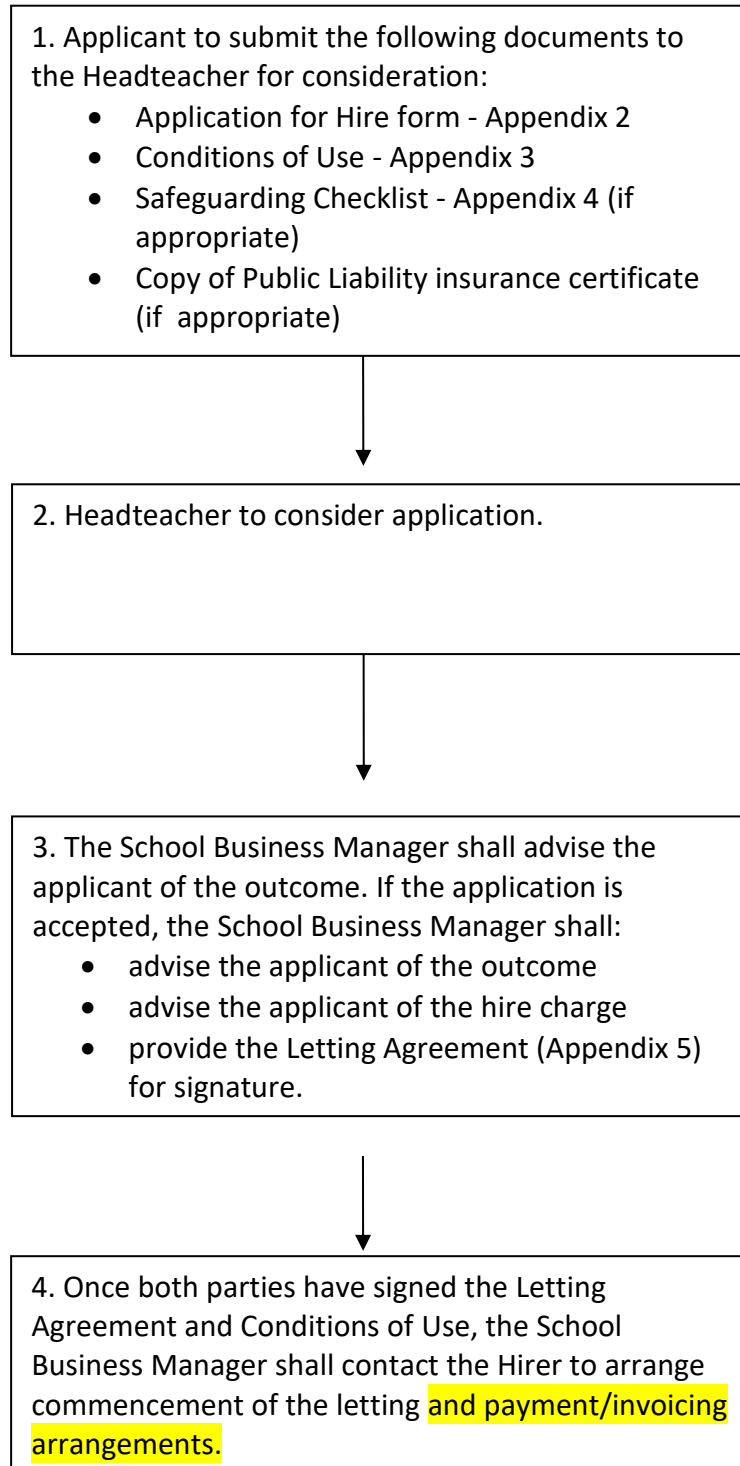 1. Applicant to submit the following documents to
the Headteacher for consideration:
• Application for Hire form - Appendix 2
• Conditions of Use - Appendix 3
• Safeguarding Checklist - Appendix 4 (if
appropriate)
• Copy of Public Liability insurance certificate
(if  appropriate)
2. Headteacher to consider application.
3. The School Business Manager shall advise the
applicant of the outcome. If the application is
accepted, the School Business Manager shall:
• advise the applicant of the outcome
• advise the applicant of the hire charge
• provide the Letting Agreement (Appendix 5)
for signature.
4. Once both parties have signed the Letting
Agreement and Conditions of Use, the School
Business Manager shall contact the Hirer to arrange
commencement of the letting and payment/invoicing
arrangements.